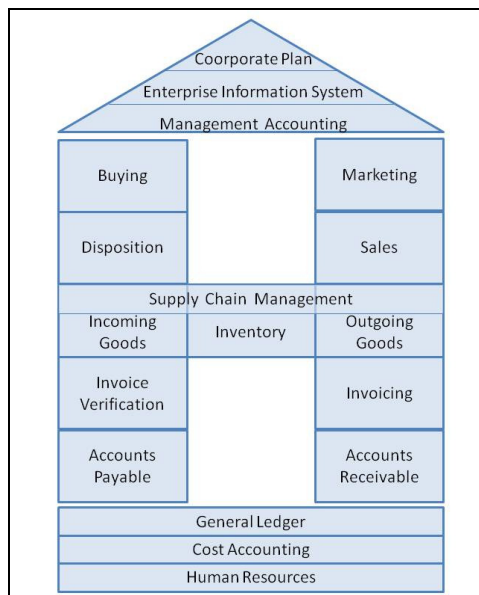 Coorporate Plan
Enterprise Information System
Management Accounting
Buying
Marketing
Disposition
Sales
Supply Chain Management
Incoming
Goods
Inventory
Outgoing
Goods
Invoice
Verification
Invoicing
Accounts
Payable
Accounts
Receivable
General Ledger
Cost Accounting
Human Resources